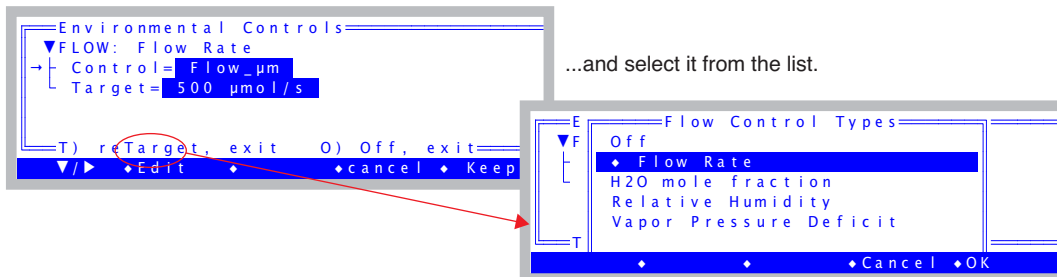 Environmental Controls
▼FLOW: Flow Rate
→ Control= Flow_µm
Target= 500 µmol/s
T) reTarget, exit O) Off, exit
▼/▶ ◆Edit ◆ ◆cancel ◆ Keep
...and select it from the list.
E
Flow Control Types
▼F
Off
◆ Flow Rate
H2O mole fraction
Relative Humidity
Vapor Pressure Deficit
T
◆ ◆ ◆Cancel ◆OK